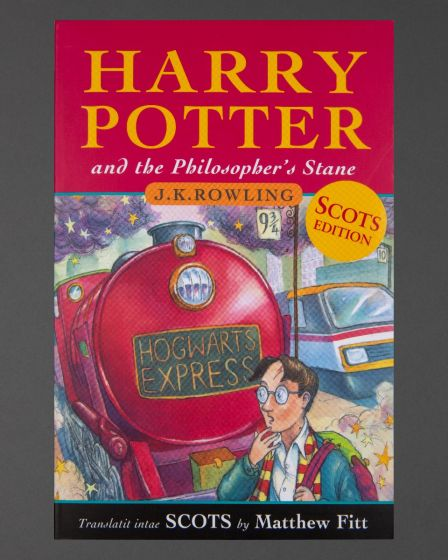 HARRY
POTTER
and the Philosopher's Stane
J.K.ROWLING
SCOTS
EDITION
9¾
HOGWARTS
EXPRESS
Translatit intae SCOTS by Matthew Fitt